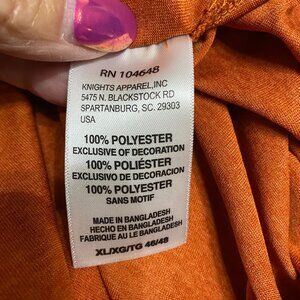 RN 104648
KNIGHTS APPAREL,INC
5475 N. BLACKSTOCK RD
SPARTANBURG, SC. 29303
USA
100% POLYESTER
EXCLUSIVE OF DECORATION
100% POLIÉSTER
EXCLUSIVO DE DECORACION
100% POLYESTER
SANS MOTIF
MADE IN BANGLADESH
HECHO EN BANGLADESH
FABRIQUE AU LE BANGLADESH
XL/XG/TG 46/48